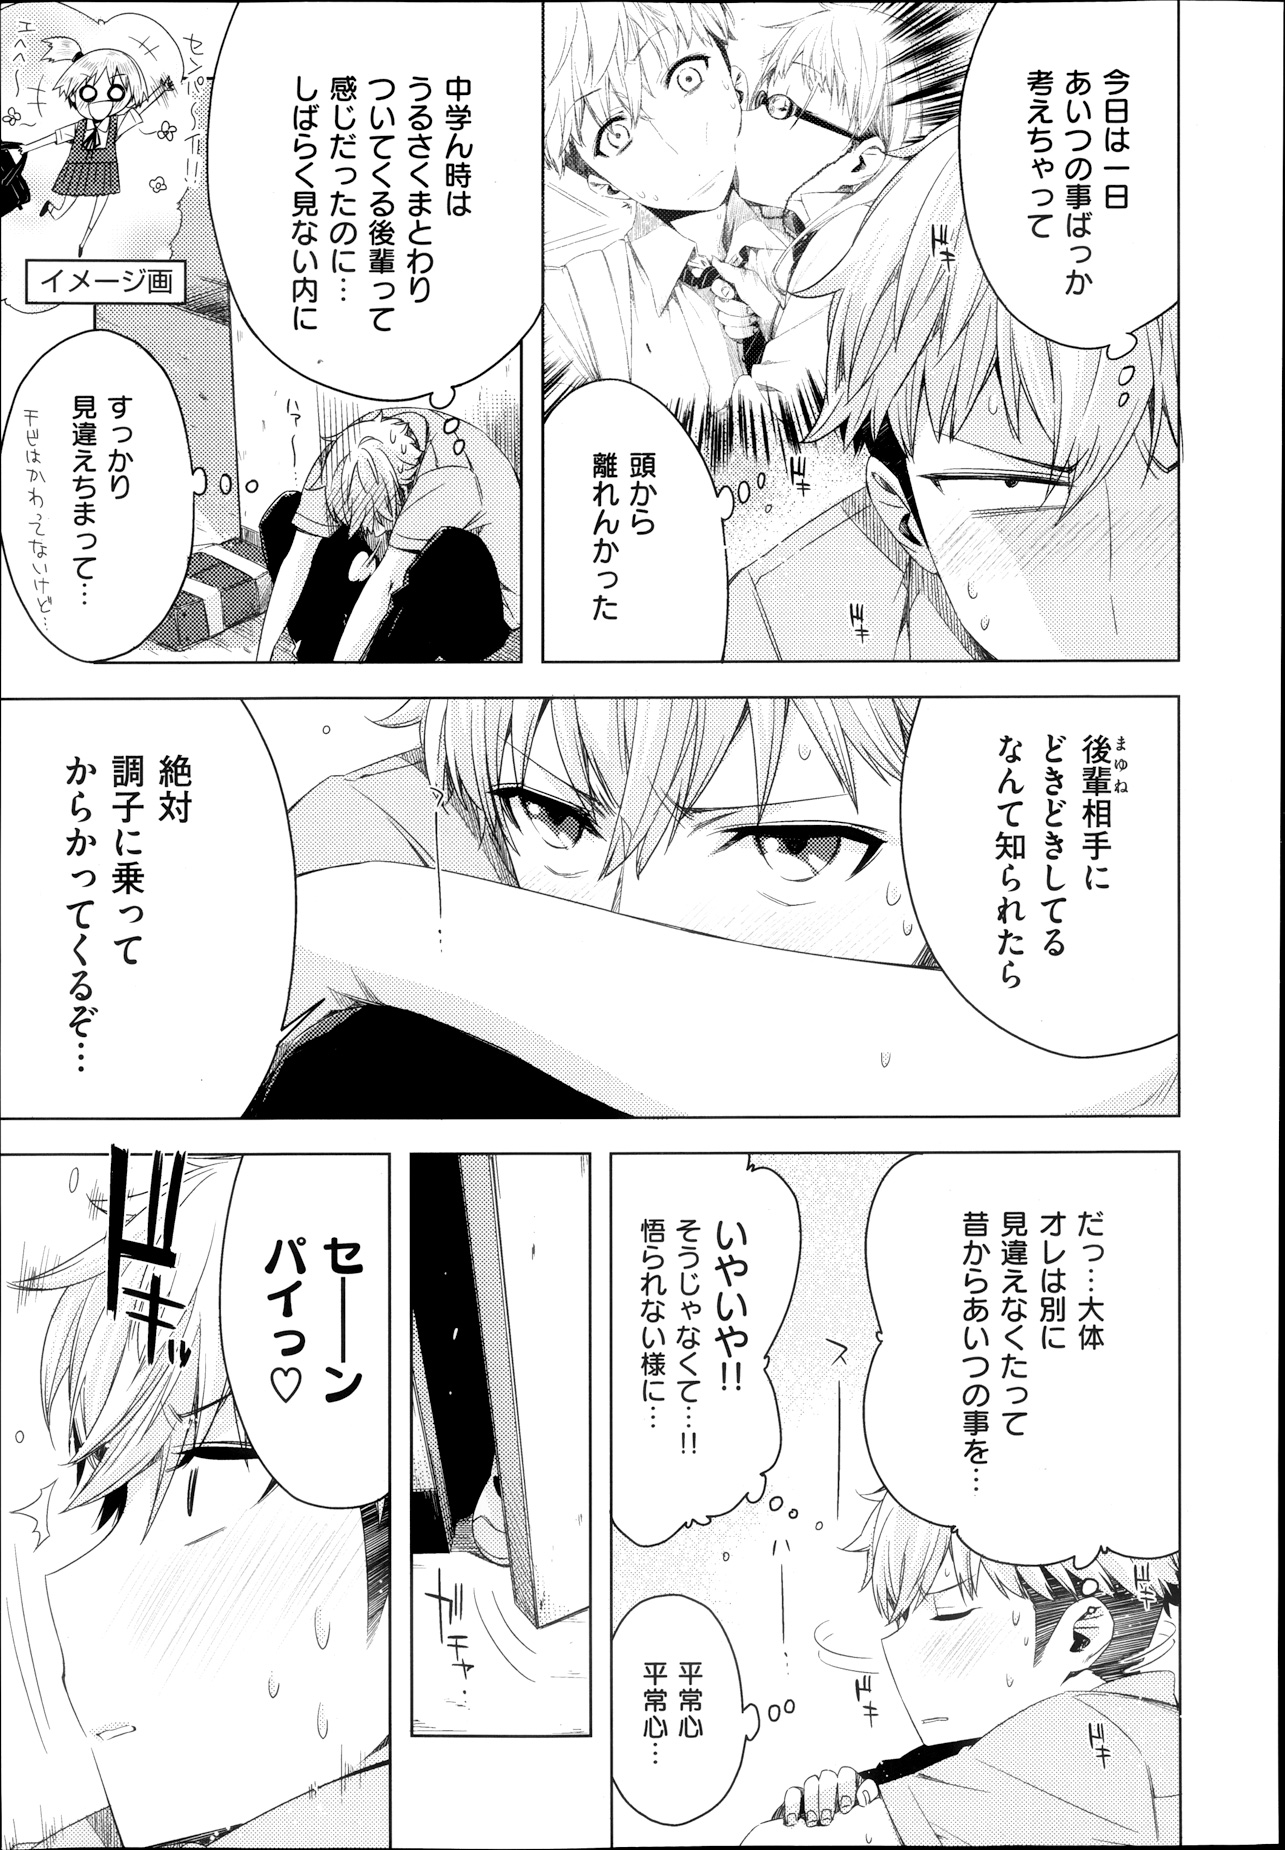 今日は一日
あいつの事ばっか
考えちゃって
ドキ
頭から
離れんかった
ドキ
中学ん時は
うるさくまとわり
ついてくる後輩って
感じだったのに…
しばらく見ない内に
センパ～イ!!
エヘヘ～
イメージ画
ハァ～～
すっかり
見違えちまって…
チビはかわってないけど…
後輩相手に
まゆね
どきどきしてる
なんて知られたら
絶対
調子に乗って
からかってくるぞ…
だっ…大体
オレは別に
見違えなくたって
昔からあいつの事を…
いやいや!!
そうじゃなくて…!!
悟られない様に…
スーハー
平常心
平常心…
ドキ
ドキ
キィ…
セーーン
パイっ♡
ドキ